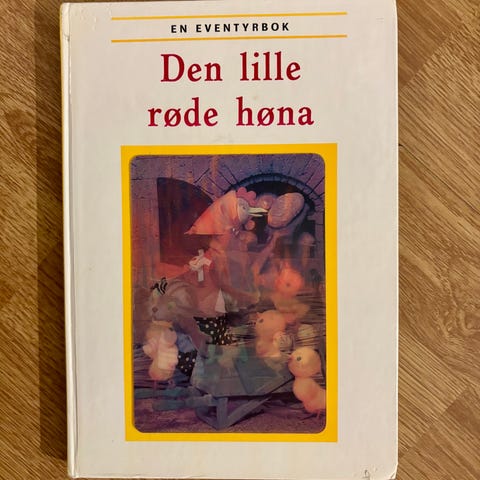 EN EVENTYRBOK
Den lille
røde høna